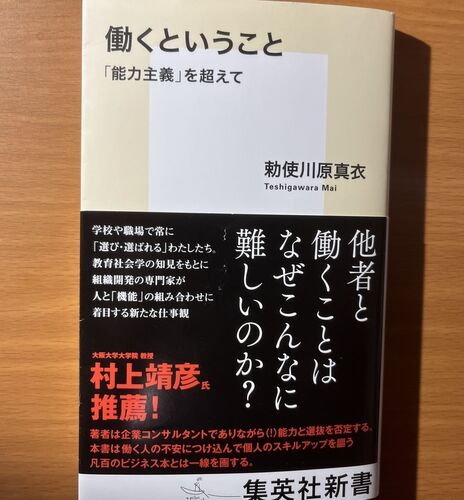 働くということ
「能力主義」を超えて
勅使川原真衣
Teshigawara Mai
他者と
働くことは
なぜこんなに
難しいのか?
学校や職場で常に
「選び・選ばれる」わたしたち。
教育社会学の知見をもとに
組織開発の専門家が
人と「機能」の組み合わせに
着目する新たな仕事観
大阪大学大学院 教授
村上靖彦氏
推薦!
著者は企業コンサルタントでありながら(!)能力と選抜を否定する。
本書は働く人の不安につけ込んで個人のスキルアップを謳う
凡百のビジネス本とは一線を画する。
集英社新書